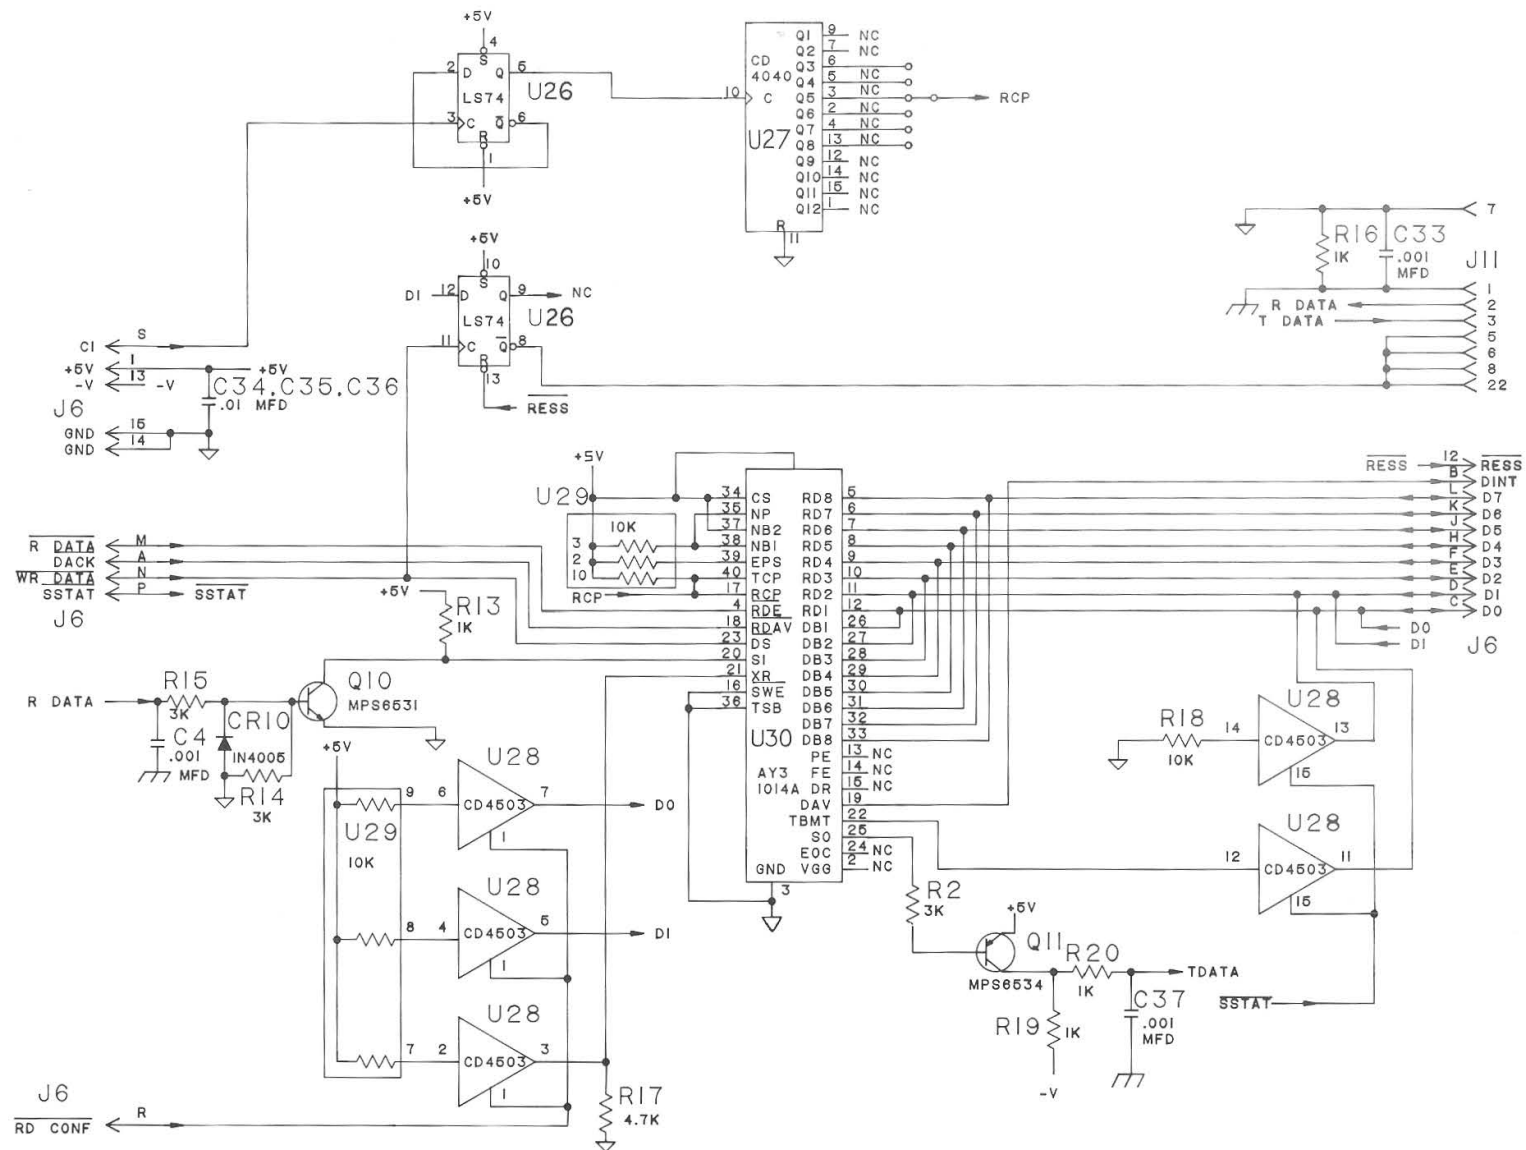 +5V
4
S
2 D Q 5
LS74
U26
3 C Q 6
R
1
+5V
CD
4040
10 C
U27
Q1 9 NC
Q2 7 NC
Q3 6
Q4 5 NC
Q5 3 NC
RCP
Q6 2 NC
Q7 4 NC
Q8 13 NC
Q9 12 NC
Q10 14 NC
Q11 15 NC
Q12 1 NC
R
11
+5V
10
S
D1 12 D Q 9 NC
LS74
U26
11 C Q 8
R
13
RESS
7
R16 C33
1K .001
MFD
J11
1
R DATA 2
T DATA 3
5
6
8
22
C1 S
+5V 1 +5V
-V 13 -V
C34,C35,C36
.01 MFD
J6
GND 15
GND 14
R DATA M
DACK A
WR DATA N
SSTAT P SSTAT
J6
+5V
R13
1K
+5V
U29
10K
3
2
10
RCP
34 CS
35 NP
37 NB2
38 NB1
39 EPS
40 TCP
17 RCP
4 RDE
18 RDAV
23 DS
20 SI
21 XR
16 SWE
36 TSB
U30
AY3
1014A
GND
3
RD8 5
RD7 6
RD6 7
RD5 8
RD4 9
RD3 10
RD2 11
RD1 12
DB1 26
DB2 27
DB3 28
DB4 29
DB5 30
DB6 31
DB7 32
DB8 33
PE 13 NC
FE 14 NC
DR 15 NC
DAV 19
TBMT 22
SO 25
EOC 24 NC
VGG 2 NC
RESS 12 RESS
B DINT
L D7
K D6
J D5
H D4
F D3
E D2
D D1
C D0
D0
D1
J6
R DATA
R15
3K
C4
.001
MFD
CR10
1N4005
R14
3K
Q10
MPS6531
+5V
U29
10K
9 6 CD4503 7 D0
U28
1
8 4 CD4503 5 D1
U28
1
7 2 CD4503 3
U28
1
R17
4.7K
J6
RD CONF R
R18
10K
14 CD4503 13
U28
15
12 CD4503 11
U28
15
R2
3K
+5V
Q11
MPS6534
R20
1K
TDATA
R19
1K
-V
C37
.001
MFD
SSTAT